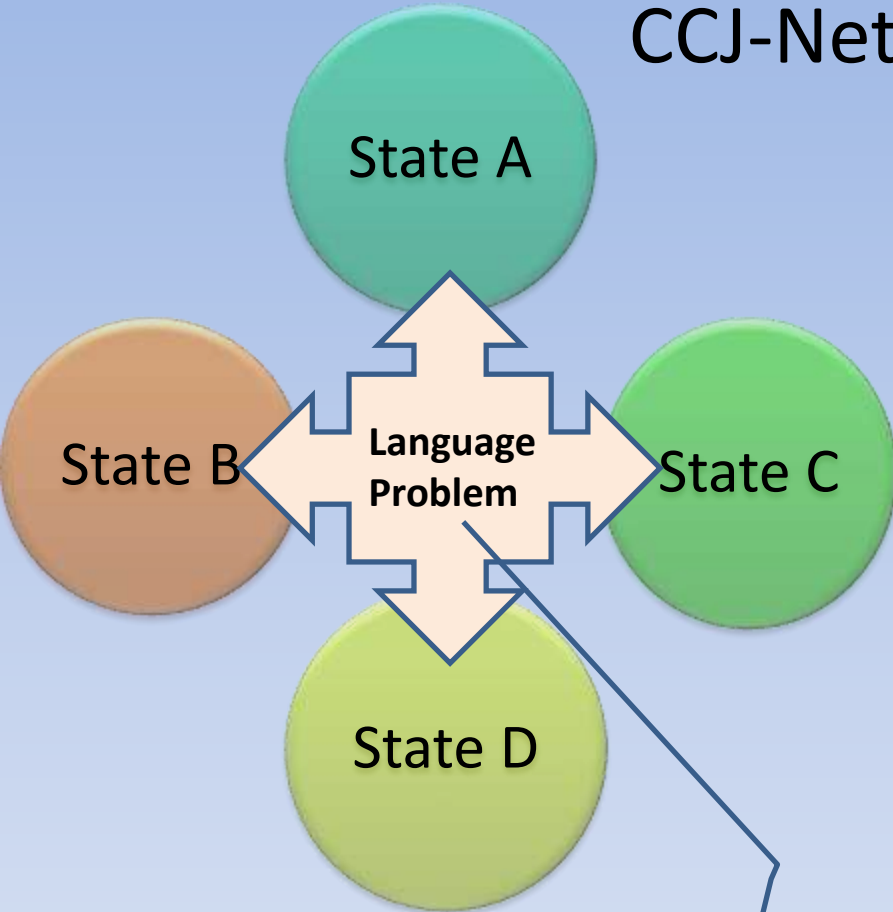 CCJ-Net
State A
Language
Problem
State B
State C
State D